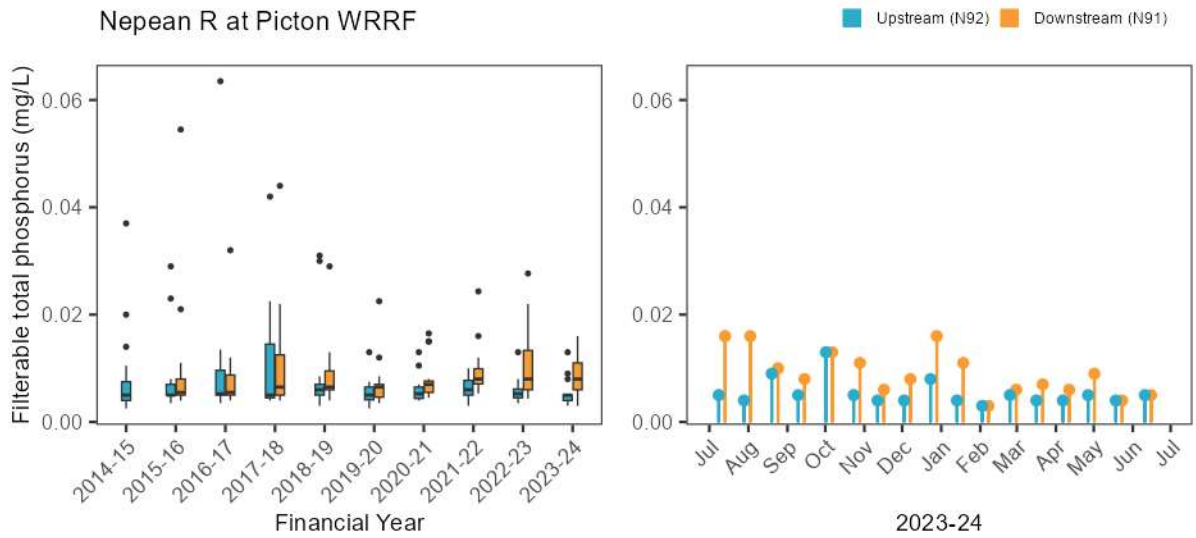 Nepean R at Picton WRRF
Upstream (N92) Downstream (N91)
Filterable total phosphorus (mg/L)
0.06
0.04
0.02
0.00
2014-15
2015-16
2016-17
2017-18
2018-19
2019-20
2020-21
2021-22
2022-23
2023-24
Financial Year
0.06
0.04
0.02
0.00
Jul
Aug
Sep
Oct
Nov
Dec
Jan
Feb
Mar
Apr
May
Jun
Jul
2023-24